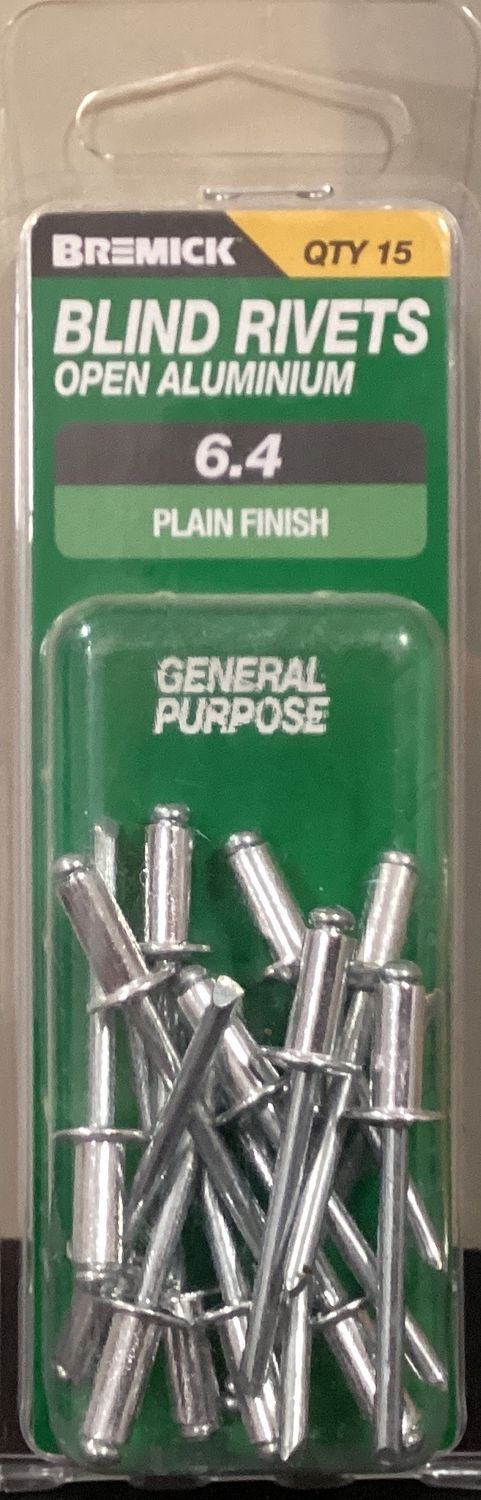 BREMICK QTY 15
BLIND RIVETS
OPEN ALUMINIUM
6.4
PLAIN FINISH
GENERAL
PURPOSE